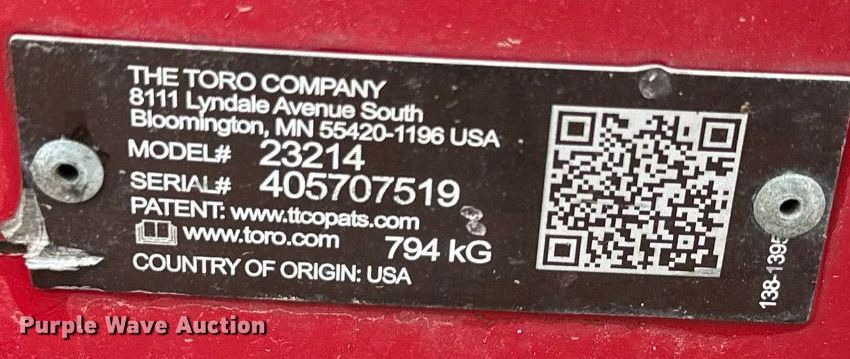 THE TORO COMPANY
8111 Lyndale Avenue South
Bloomington, MN 55420-1196 USA
MODEL# 23214
SERIAL# 405707519
PATENT: www.ttcopats.com
www.toro.com 794 kG
COUNTRY OF ORIGIN: USA
138-1395
Purple Wave Auction